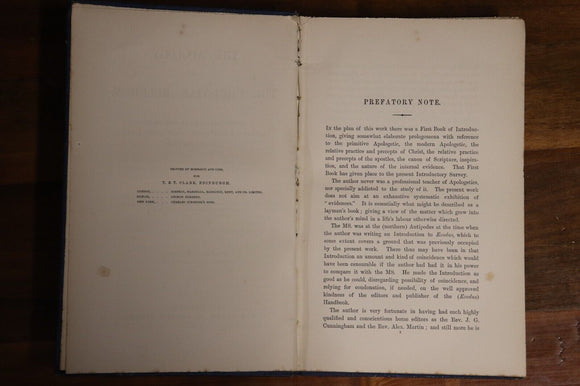 PRINTED BY MORRISON AND GIBB,
FOR
T. & T. CLARK, EDINBURGH.
LONDON, SIMPKIN, MARSHALL, HAMILTON, KENT, AND CO. LIMITED.
DUBLIN, GEORGE HERBERT.
NEW YORK, CHARLES SCRIBNER'S SONS.
PREFATORY NOTE.
IN the plan of this work there was a First Book of Introduc-
tion, giving somewhat elaborate prolegomena with reference
to the primitive Apologetic, the modern Apologetic, the
relative practice and precepts of Christ, the relative practice
and precepts of the apostles, the canon of Scripture, inspira-
tion, and the nature of the internal evidence. That First
Book has given place to the present Introductory Survey.
The author never was a professional teacher of Apologetics,
nor specially addicted to the study of it. The present work
does not aim at an exhaustive systematic exhibition of
"evidences." It is essentially what might be described as a
layman's book; giving a view of the matter which grew into
the author's mind in a life's labour otherwise directed.
The MS. was at the (northern) Antipodes at the time when
the author was writing an Introduction to Exodus, which to
some extent covers a ground that was previously occupied
by the present work. There thus may have been in that
Introduction an amount and kind of coincidence which would
have been censurable if the author had had it in his power
to compare it with the MS. He made the Introduction as
good as he could, disregarding possibility of coincidence, and
relying for condonation, if needed, on the well approved
kindness of the editors and publisher of the (Exodus)
Handbook.
The author is very fortunate in having had such highly
qualified and conscientious home editors as the Rev. J. G.
Cunningham and the Rev. Alex. Martin; and still more he is